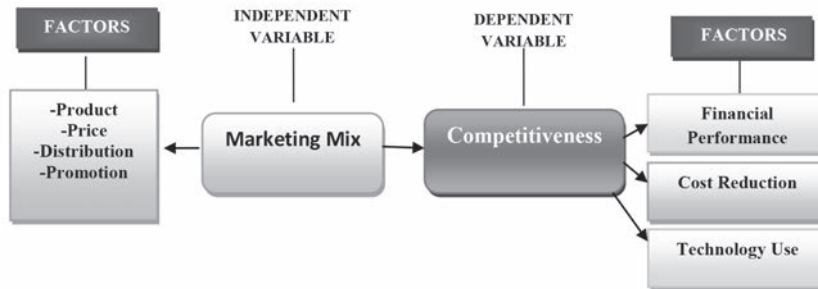 FACTORS
-Product
-Price
-Distribution
-Promotion
INDEPENDENT
VARIABLE
Marketing Mix
DEPENDENT
VARIABLE
Competitiveness
FACTORS
Financial
Performance
Cost Reduction
Technology Use